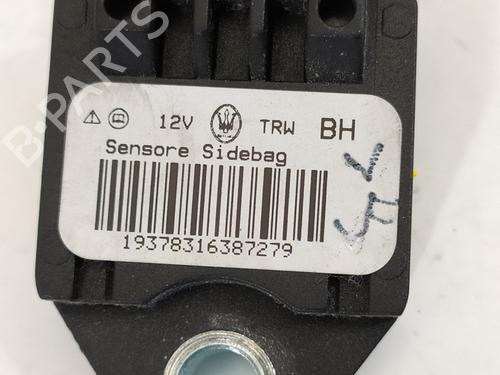 12V TRW BH
Sensore Sidebag
19378316387279
B-PARTS